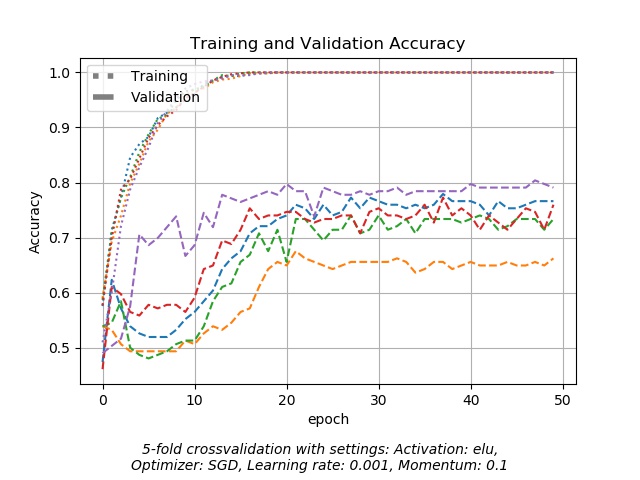 Training and Validation Accuracy
Training
Validation
1.0
0.9
0.8
0.7
0.6
0.5
Accuracy
0 10 20 30 40 50
epoch
5-fold crossvalidation with settings: Activation: elu,
Optimizer: SGD, Learning rate: 0.001, Momentum: 0.1